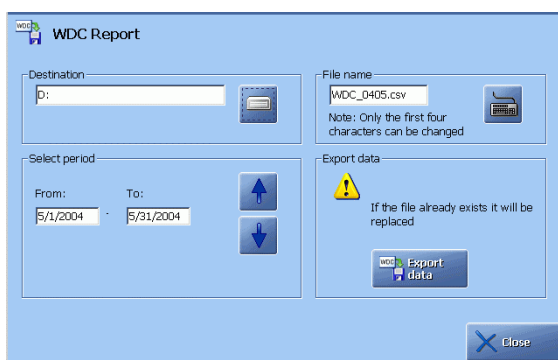 WDC
WDC Report
Destination
D:
File name
WDC_0405.csv
Note: Only the first four
characters can be changed
Select period
From: To:
5/1/2004 - 5/31/2004
Export data
If the file already exists it will be
replaced
WDC Export
data
Close